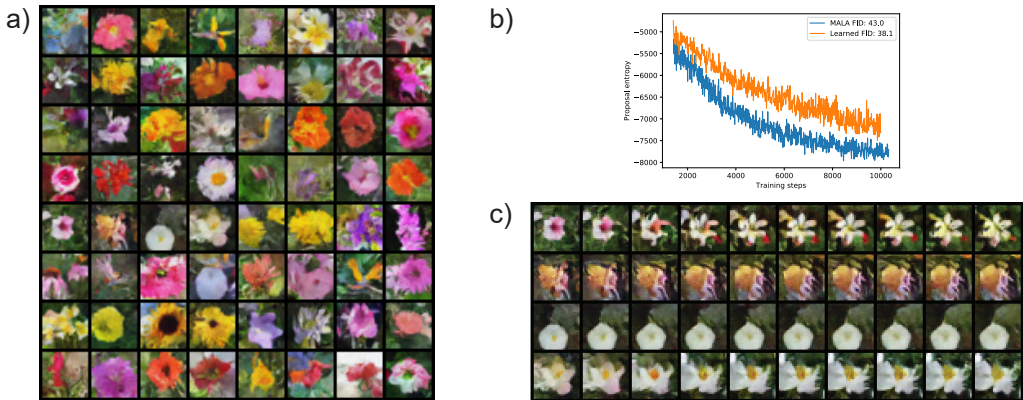 a)
b)
MALA FID: 43.0
Learned FID: 38.1
Proposal entropy
−5000
−5500
−6000
−6500
−7000
−7500
−8000
2000
4000
6000
8000
10000
Training steps
c)